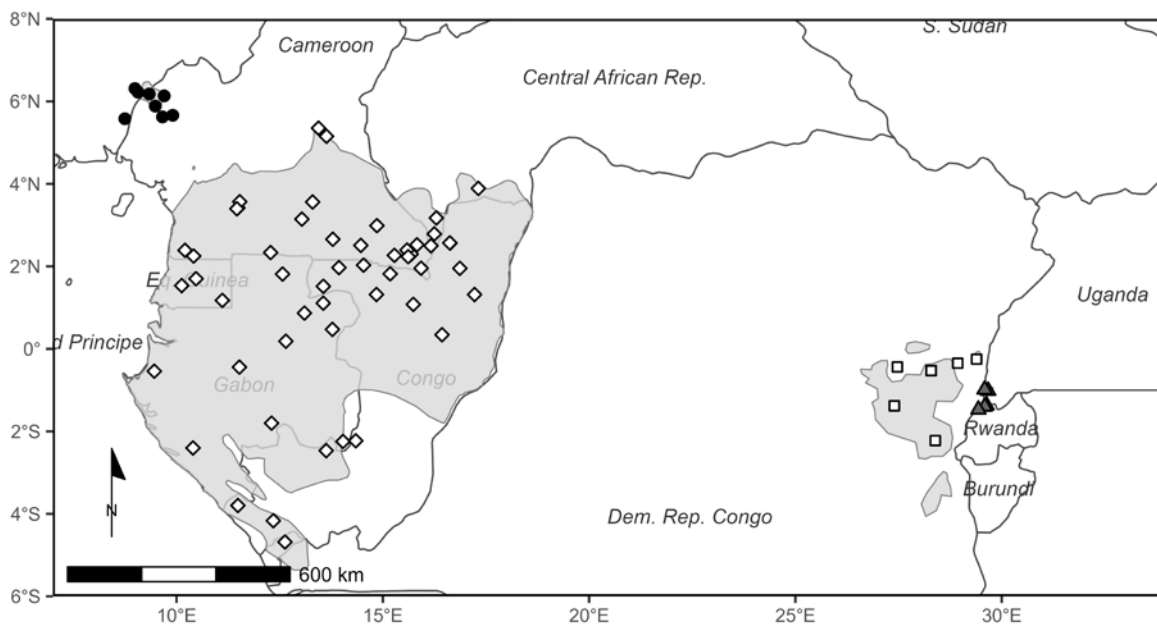 8°N
S. Sudan
Cameroon
Central African Rep.
6°N
4°N
2°N
Eq. Guinea
Uganda
0°
d Principe
Gabon
Congo
2°S
Rwanda
N
Burundi
4°S
Dem. Rep. Congo
600 km
6°S
10°E
15°E
20°E
25°E
30°E